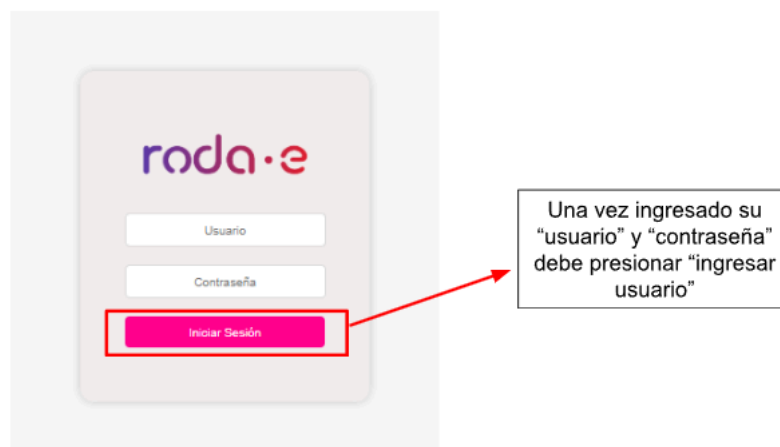 roda·e
Usuario
Contraseña
Iniciar Sesión
Una vez ingresado su
“usuario” y “contraseña”
debe presionar “ingresar
usuario”